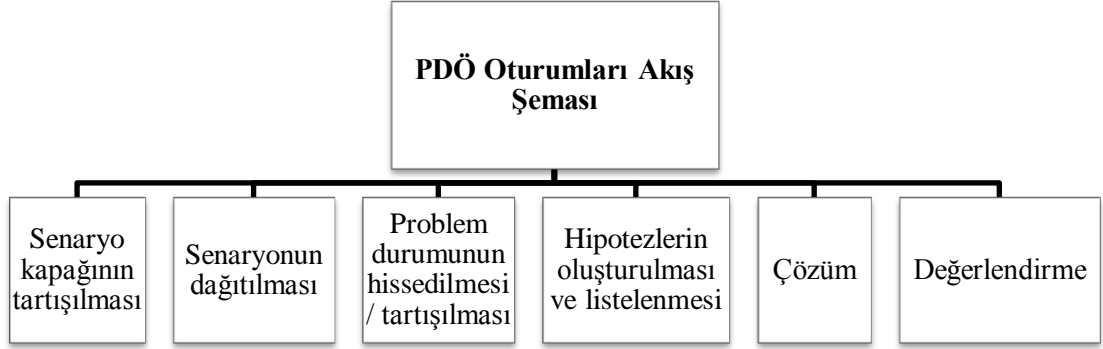 PDÖ Oturumları Akış
Şeması
Senaryo
kapağının
tartışılması
Senaryonun
dağıtılması
Problem
durumunun
hissedilmesi
/ tartışılması
Hipotezlerin
oluşturulması
ve listelenmesi
Çözüm
Değerlendirme